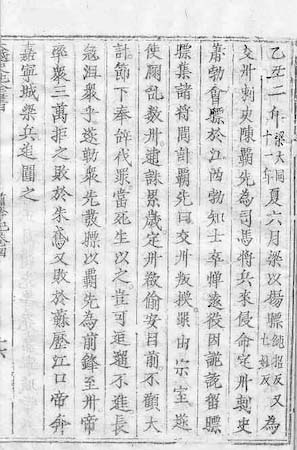 乙丑二年梁大同十一年夏六月梁以楊瞟純招反七反又為
交州刺史陳霸先為司馬將兵來侵命定州刺史
蕭勃會瞟於江西勃知士卒憚遠役因詭說留瞟
瞟集諸將問計霸先曰交州叛換罪由宗室遂
使溷亂數州逋誅累歲定州欲偷安目前不顧大
計節下奉辭伐罪當死生以之豈可逗遛不進長
寇沮眾乎遂勒眾先發瞟以霸先為前鋒至州帝
率眾三萬拒之敗於朱鳶又敗於蘇歷江口帝奔
嘉寧城梁兵追圍之